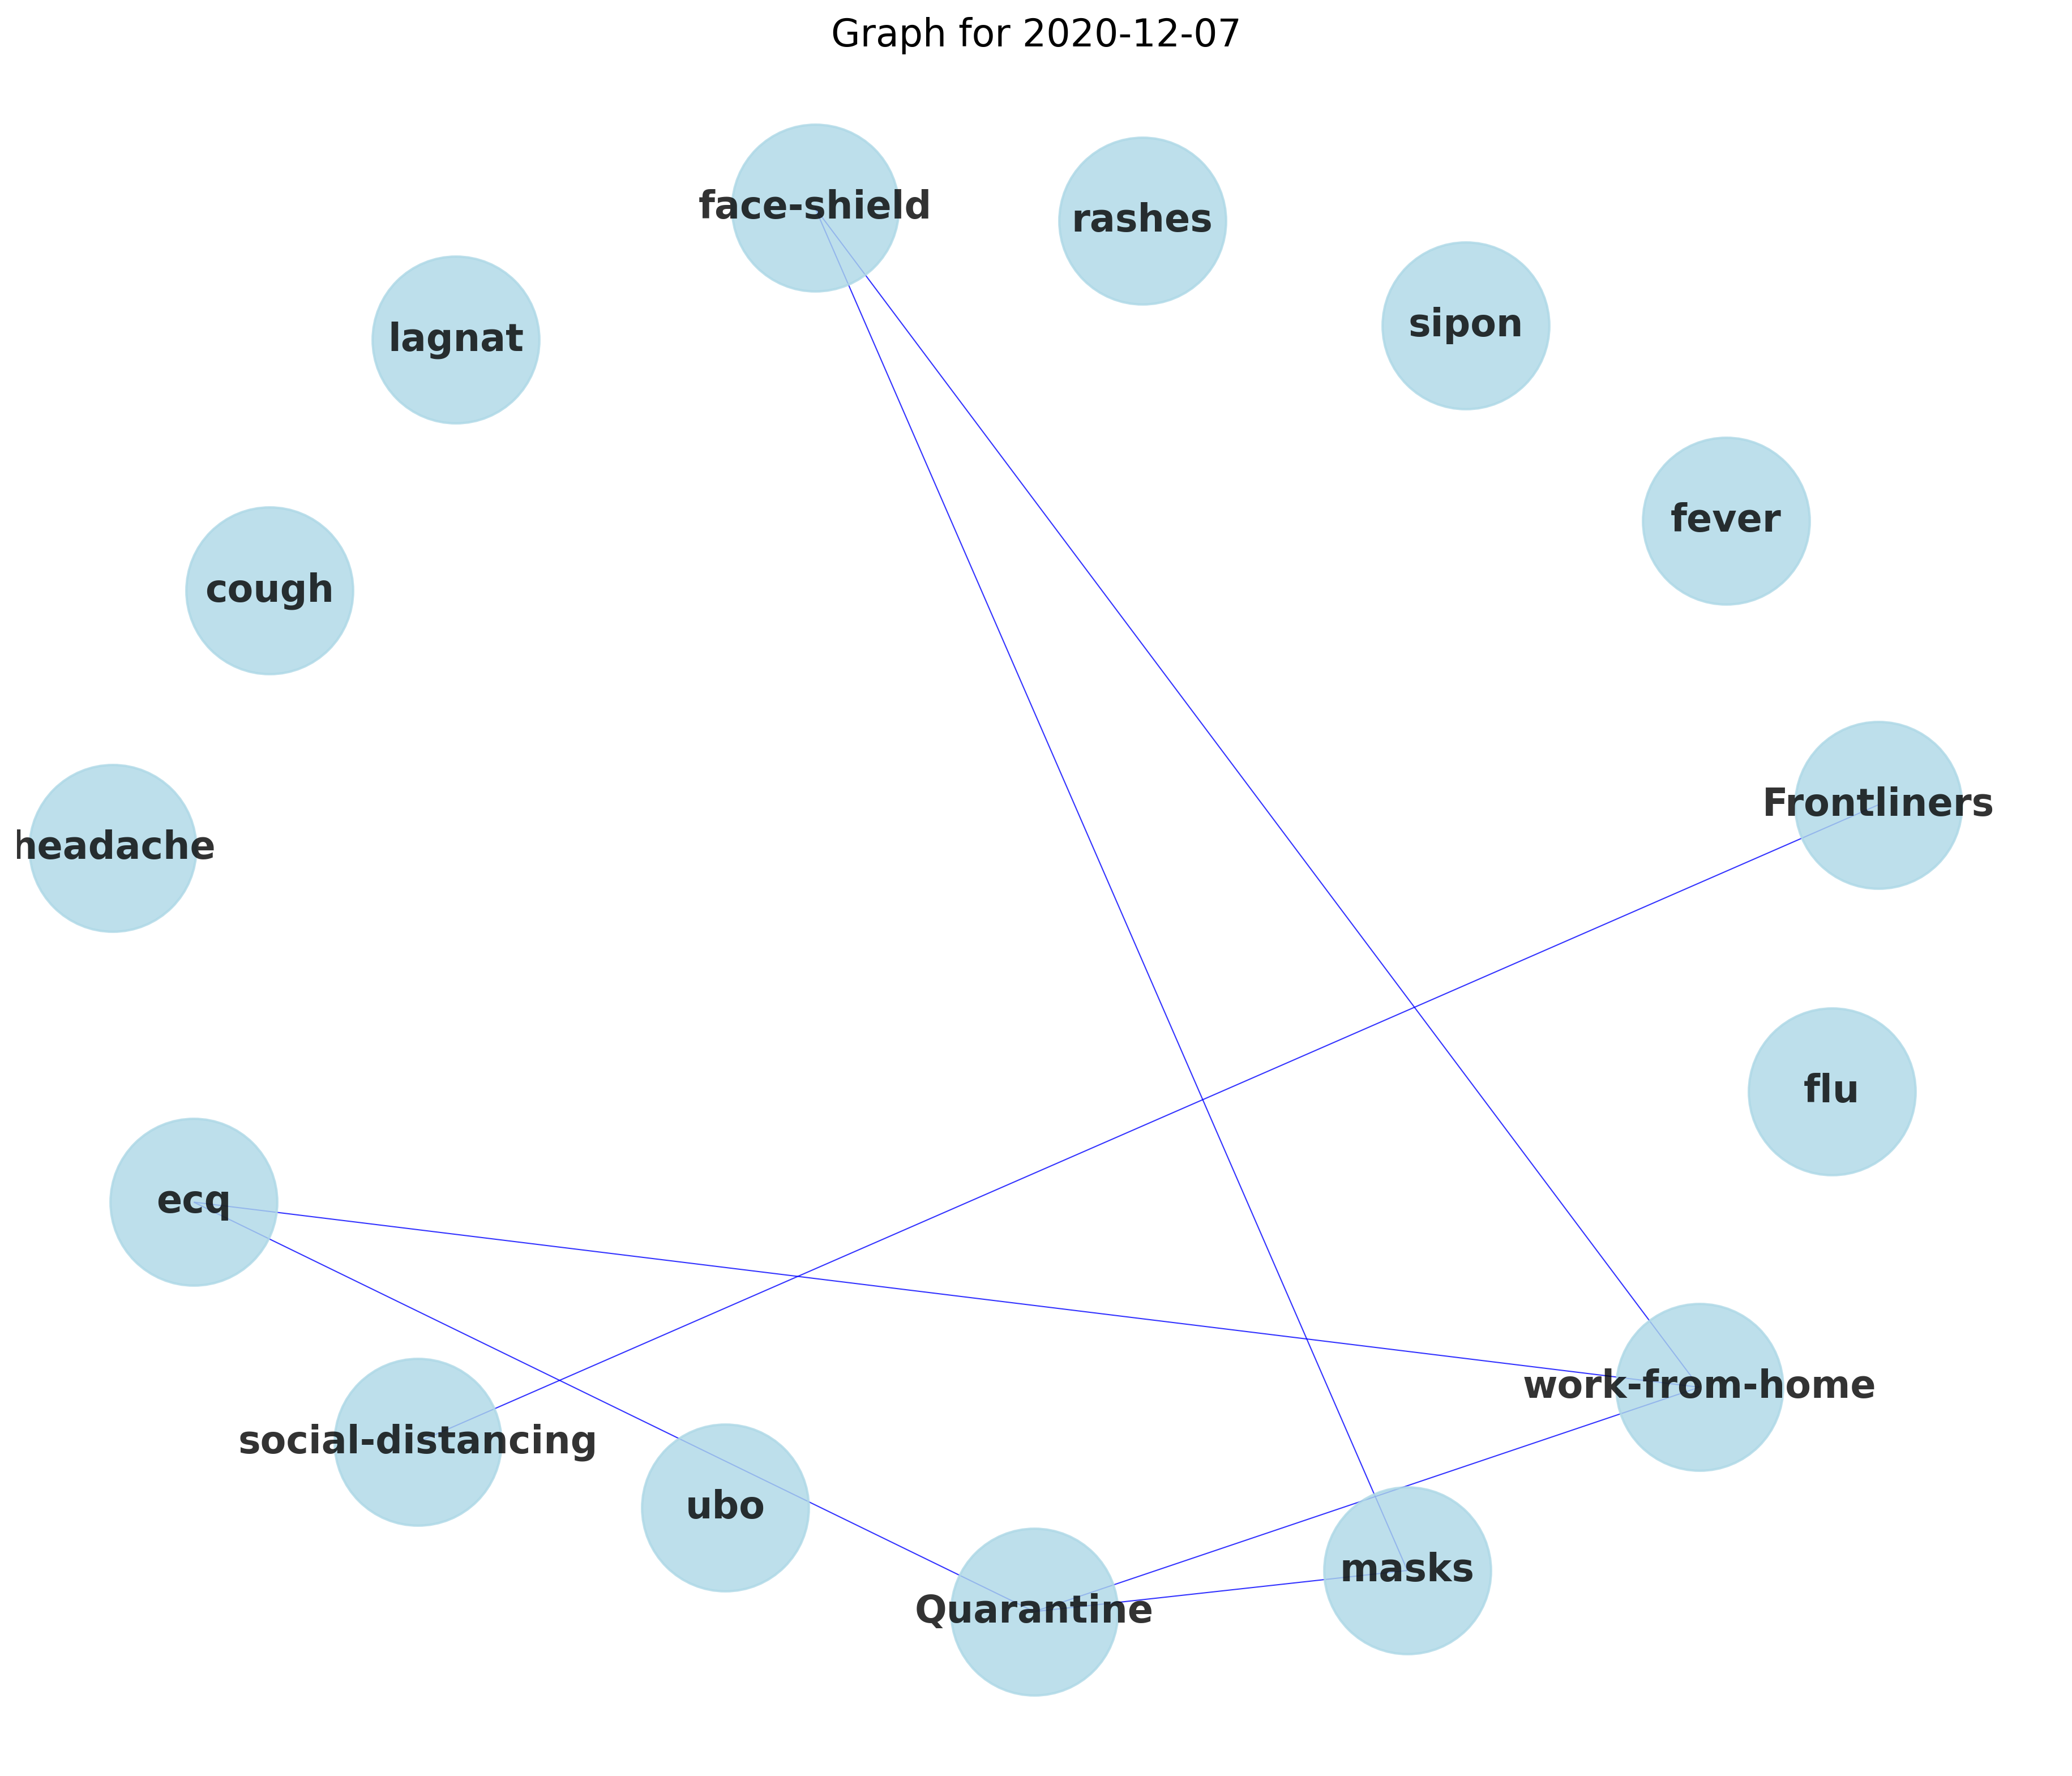 Graph for 2020-12-07
face-shield
rashes
sipon
lagnat
fever
cough
Frontliners
headache
flu
ecq
work-from-home
social-distancing
ubo
masks
Quarantine